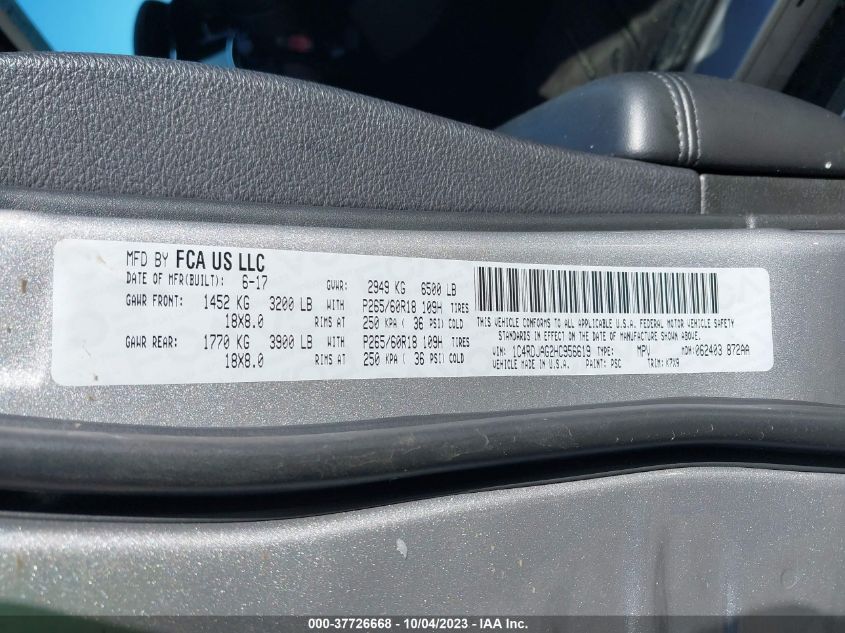 MFD BY FCA US LLC
DATE OF MFR(BUILT): 6-17 GVWR: 2949 KG 6500 LB
GAWR FRONT: 1452 KG 3200 LB WITH P265/60R18 109H TIRES
18X8.0 RIMS AT 250 KPA ( 36 PSI) COLD
GAWR REAR: 1770 KG 3900 LB WITH P265/60R18 109H TIRES
18X8.0 RIMS AT 250 KPA ( 36 PSI) COLD
THIS VEHICLE CONFORMS TO ALL APPLICABLE U.S.A. FEDERAL MOTOR VEHICLE SAFETY
STANDARDS IN EFFECT ON THE DATE OF MANUFACTURE SHOWN ABOVE.
VIN: 1C4RDJAG2HC956619 TYPE: MPV MDH: 062403 872AA
VEHICLE MADE IN U.S.A. PAINT: PSC TRIM: K7X9
000-37726668 - 10/04/2023 - IAA Inc.